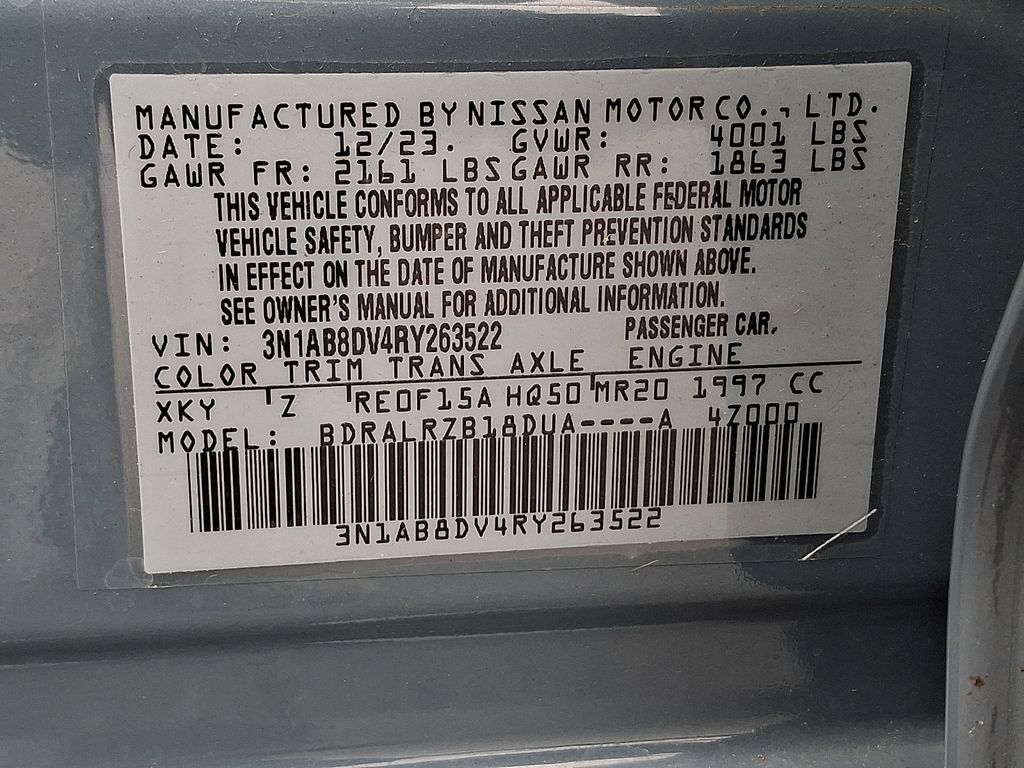 MANUFACTURED BY NISSAN MOTOR CO., LTD.
DATE: 12/23. GVWR: 4001 LBS
GAWR FR: 2161 LBS GAWR RR: 1863 LBS
THIS VEHICLE CONFORMS TO ALL APPLICABLE FEDERAL MOTOR
VEHICLE SAFETY, BUMPER AND THEFT PREVENTION STANDARDS
IN EFFECT ON THE DATE OF MANUFACTURE SHOWN ABOVE.
SEE OWNER'S MANUAL FOR ADDITIONAL INFORMATION.
VIN: 3N1AB8DV4RY263522 PASSENGER CAR.
COLOR TRIM TRANS AXLE ENGINE
XKY Z RE0F15A HQ50 MR20 1997 CC
MODEL: BDRALRZB18DUA----A 4Z000
3N1AB8DV4RY263522